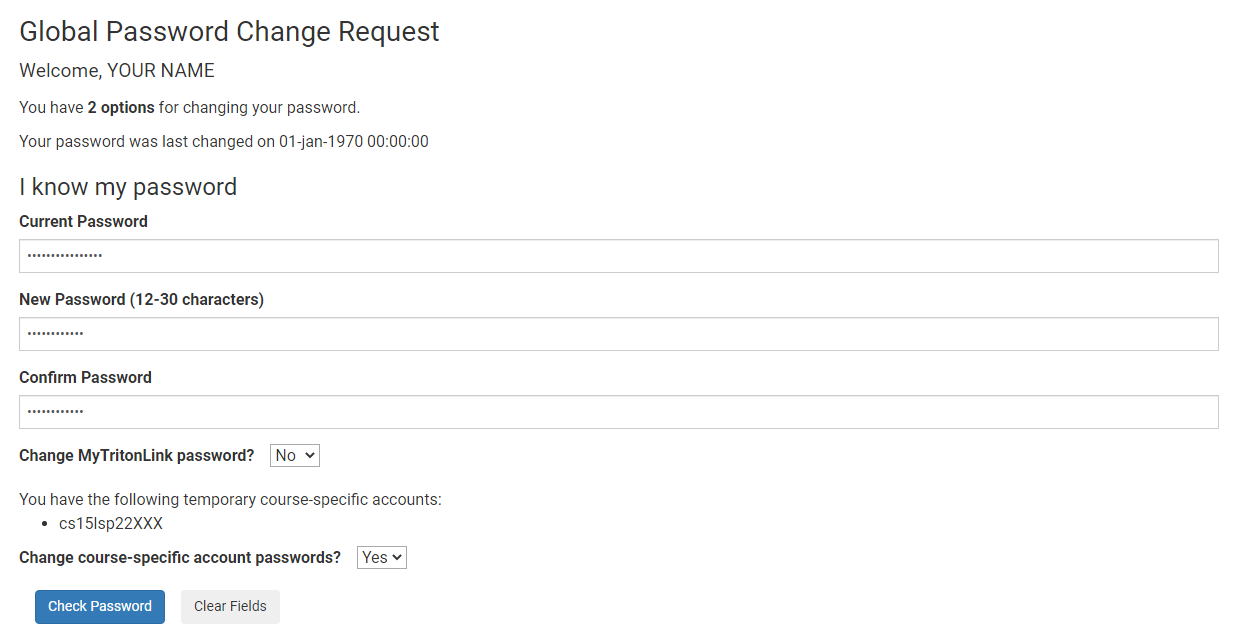 Global Password Change Request
Welcome, YOUR NAME
You have 2 options for changing your password.
Your password was last changed on 01-jan-1970 00:00:00
I know my password
Current Password
••••••••••••••••
New Password (12-30 characters)
••••••••••••
Confirm Password
••••••••••••
Change MyTritonLink password? No
You have the following temporary course-specific accounts:
• cs15lsp22XXX
Change course-specific account passwords? Yes
Check Password Clear Fields